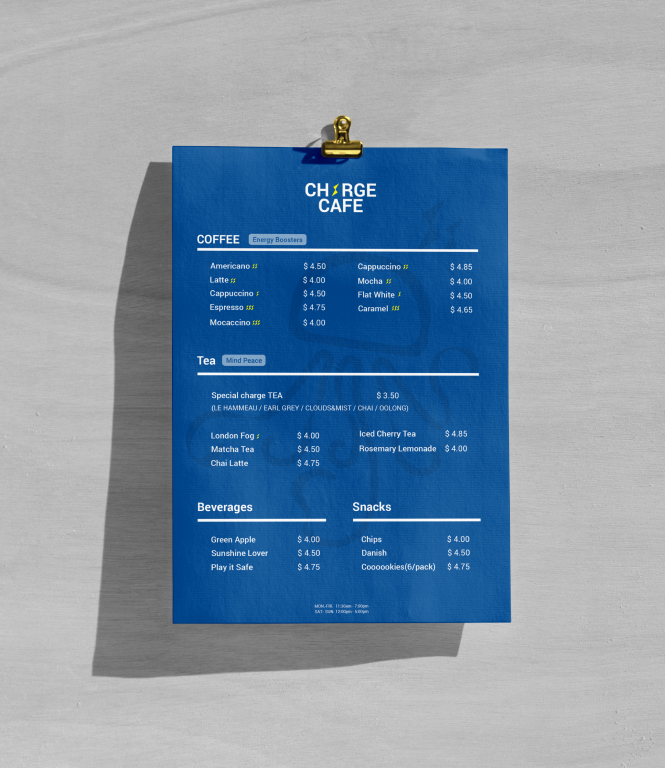 CH RGE
CAFE
COFFEE Energy Boosters
Americano $ 4.50
Latte $ 4.00
Cappuccino $ 4.50
Espresso $ 4.75
Mocaccino $ 4.00
Cappuccino $ 4.85
Mocha $ 4.00
Flat White $ 4.50
Caramel $ 4.65
Tea Mind Peace
Special charge TEA $ 3.50
(LE HAMMEAU / EARL GREY / CLOUDS&MIST / CHAI / OOLONG)
London Fog $ 4.00
Matcha Tea $ 4.50
Chai Latte $ 4.75
Iced Cherry Tea $ 4.85
Rosemary Lemonade $ 4.00
Beverages
Green Apple $ 4.00
Sunshine Lover $ 4.50
Play it Safe $ 4.75
Snacks
Chips $ 4.00
Danish $ 4.50
Coooookies(6/pack) $ 4.75
MON-FRI 11:30am - 7:00pm
SAT- SUN 12:00pm - 6:00pm